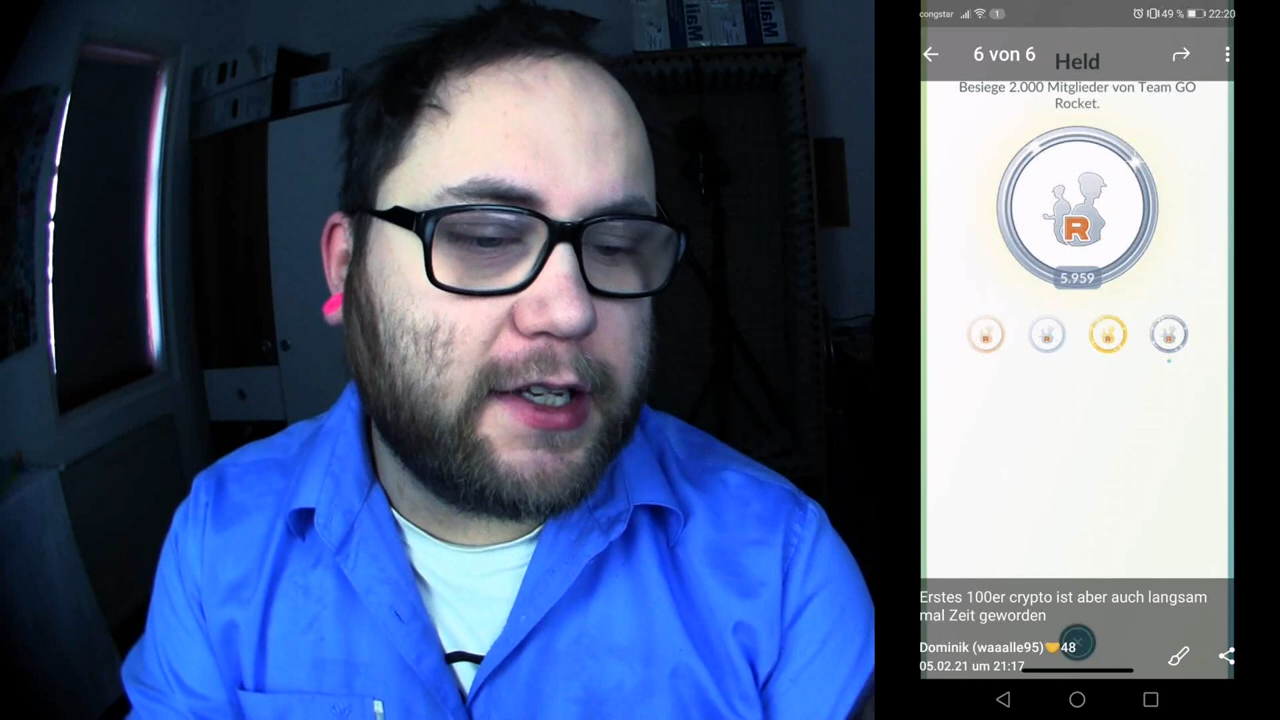 congstar 1 49 % 22:20
6 von 6
Held
Besiege 2.000 Mitglieder von Team GO
Rocket.
R
5.959
R R R R
Erstes 100er crypto ist aber auch langsam
mal Zeit geworden
Dominik (waaalle95)🤝48
05.02.21 um 21:17